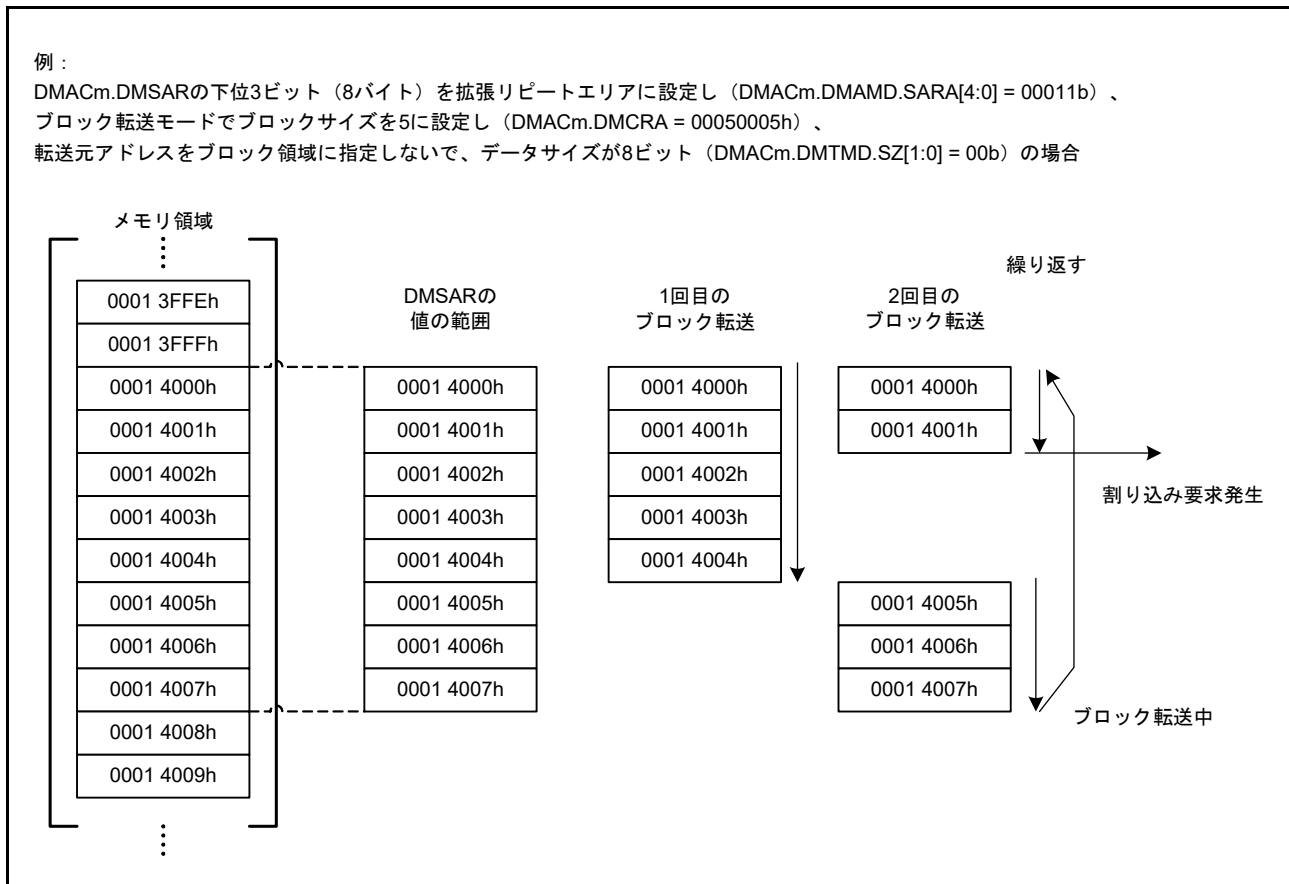 例：
DMACm.DMSARの下位3ビット（8バイト）を拡張リピートエリアに設定し（DMACm.DMAMD.SARA[4:0] = 00011b）、
ブロック転送モードでブロックサイズを5に設定し（DMACm.DMCRA = 00050005h）、
転送元アドレスをブロック領域に指定しないで、データサイズが8ビット（DMACm.DMTMD.SZ[1:0] = 00b）の場合
メモリ領域
0001 3FFEh
0001 3FFFh
0001 4000h
0001 4001h
0001 4002h
0001 4003h
0001 4004h
0001 4005h
0001 4006h
0001 4007h
0001 4008h
0001 4009h
DMSARの
値の範囲
0001 4000h
0001 4001h
0001 4002h
0001 4003h
0001 4004h
0001 4005h
0001 4006h
0001 4007h
1回目の
ブロック転送
0001 4000h
0001 4001h
0001 4002h
0001 4003h
0001 4004h
2回目の
ブロック転送
0001 4000h
0001 4001h
0001 4005h
0001 4006h
0001 4007h
繰り返す
割り込み要求発生
ブロック転送中